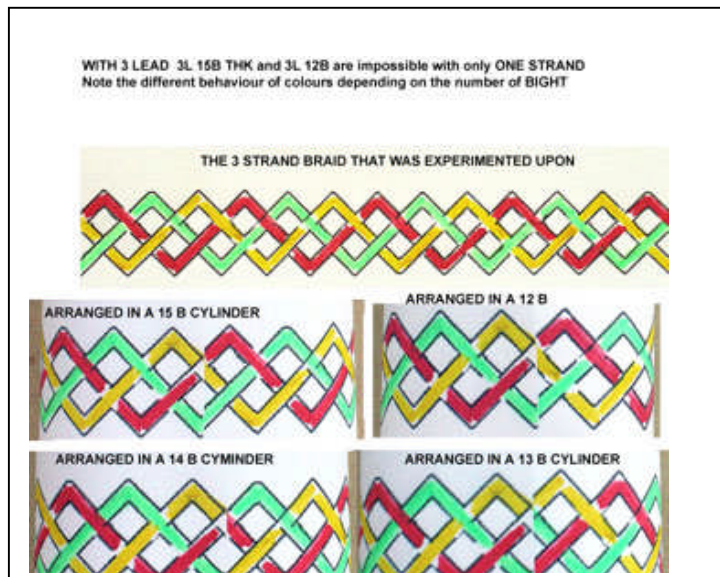 WITH 3 LEAD 3L 15B THK and 3L 12B are impossible with only ONE STRAND
Note the different behaviour of colours depending on the number of BIGHT
THE 3 STRAND BRAID THAT WAS EXPERIMENTED UPON
ARRANGED IN A 15 B CYLINDER
ARRANGED IN A 12 B
ARRANGED IN A 14 B CYMINDER
ARRANGED IN A 13 B CYLINDER